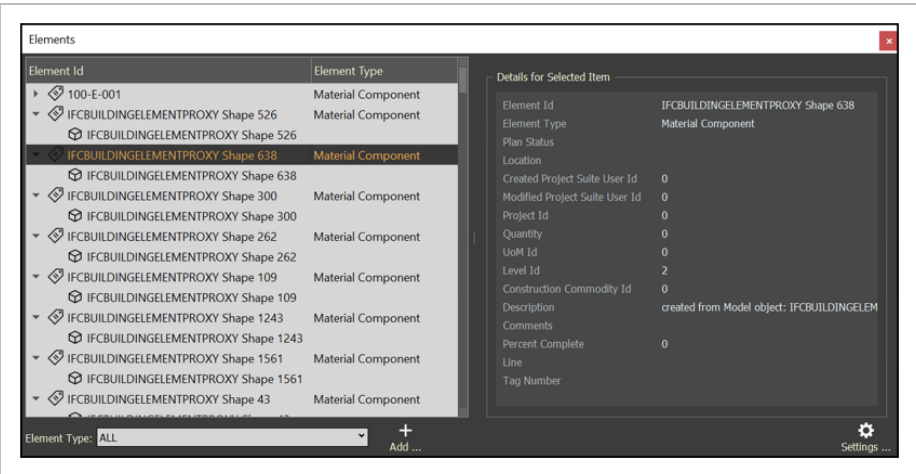 Elements
Element Id Element Type
100-E-001 Material Component
IFCBUILDINGELEMENTPROXY Shape 526 Material Component
IFCBUILDINGELEMENTPROXY Shape 526
IFCBUILDINGELEMENTPROXY Shape 638 Material Component
IFCBUILDINGELEMENTPROXY Shape 638
IFCBUILDINGELEMENTPROXY Shape 300 Material Component
IFCBUILDINGELEMENTPROXY Shape 300
IFCBUILDINGELEMENTPROXY Shape 262 Material Component
IFCBUILDINGELEMENTPROXY Shape 262
IFCBUILDINGELEMENTPROXY Shape 109 Material Component
IFCBUILDINGELEMENTPROXY Shape 109
IFCBUILDINGELEMENTPROXY Shape 1243 Material Component
IFCBUILDINGELEMENTPROXY Shape 1243
IFCBUILDINGELEMENTPROXY Shape 1561 Material Component
IFCBUILDINGELEMENTPROXY Shape 1561
IFCBUILDINGELEMENTPROXY Shape 43 Material Component
Element Type: ALL
Add ...
Details for Selected Item
Element Id IFCBUILDINGELEMENTPROXY Shape 638
Element Type Material Component
Plan Status
Location
Created Project Suite User Id 0
Modified Project Suite User Id 0
Project Id 0
Quantity 0
UoM Id 0
Level Id 2
Construction Commodity Id 0
Description created from Model object: IFCBUILDINGELEM
Comments
Percent Complete 0
Line
Tag Number
Settings ...